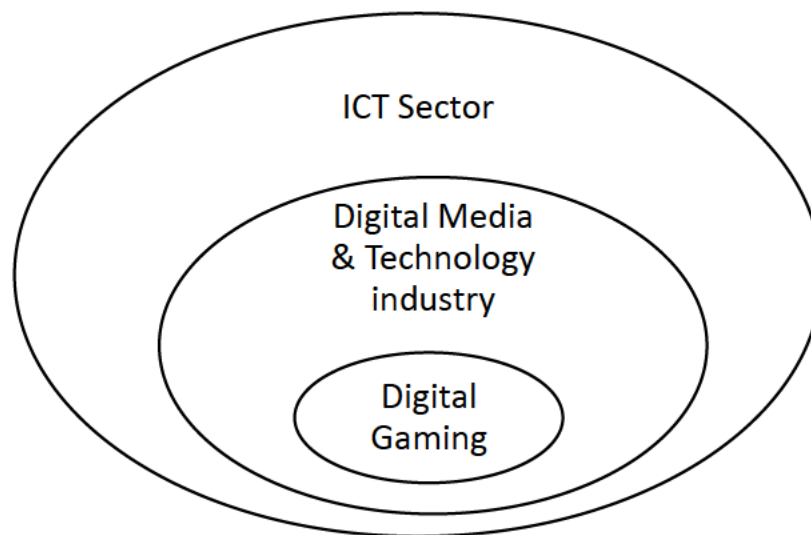 ICT Sector
Digital Media
& Technology
industry
Digital
Gaming